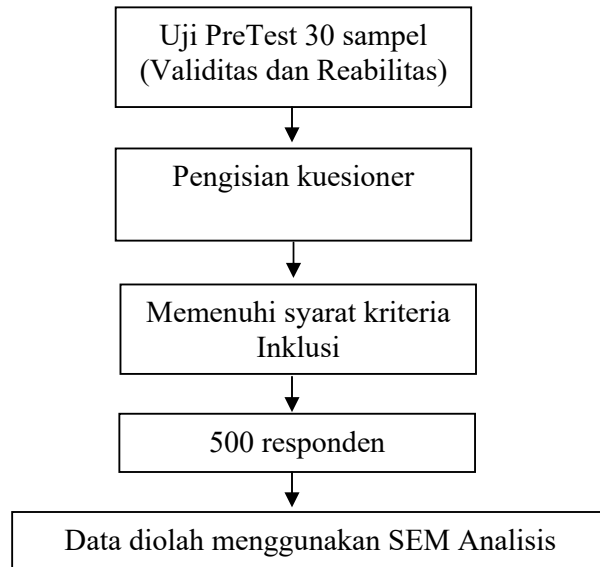 Uji PreTest 30 sampel
(Validitas dan Reabilitas)
Pengisian kuesioner
Memenuhi syarat kriteria
Inklusi
500 responden
Data diolah menggunakan SEM Analisis